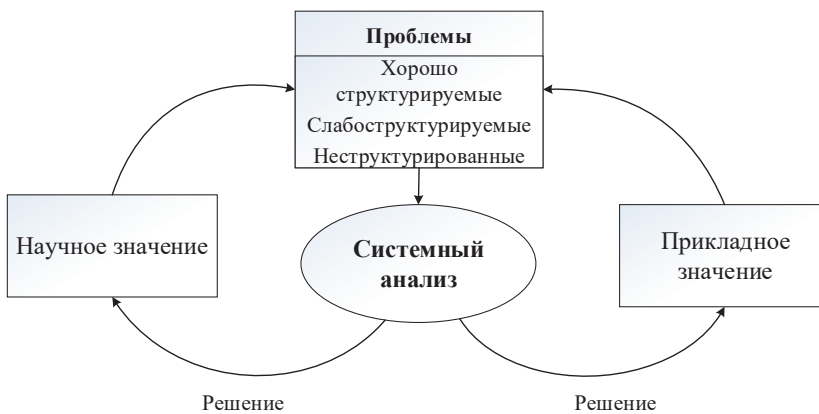 Проблемы
Хорошо
структурируемые
Слабоструктурируемые
Неструктурированные
Научное значение
Системный
анализ
Прикладное
значение
Решение
Решение